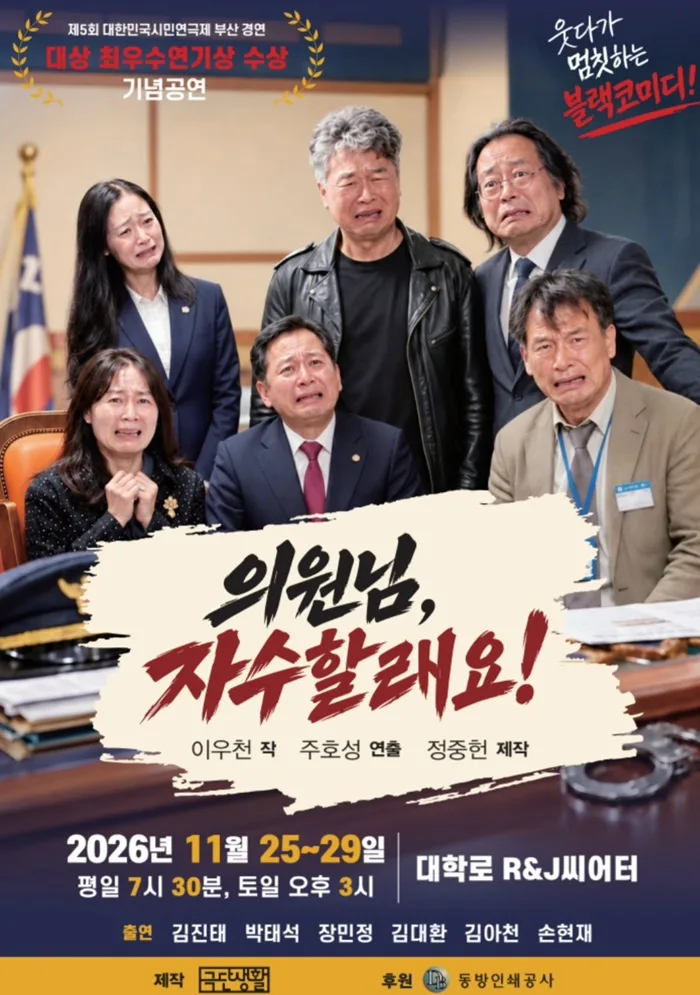 제5회 대한민국시민연극제 부산 경연
대상 최우수연기상 수상
기념공연
웃다가
멈칫하는
블랙코미디!
의원님,
자수할래요!
이우천 작 주호성 연출 정중헌 제작
2026년 11월 25~29일
평일 7시 30분, 토일 오후 3시
대학로 R&J씨어터
출연 김진태 박태석 장민정 김대환 김아천 손현재
제작 극단생활 후원 동방인쇄공사